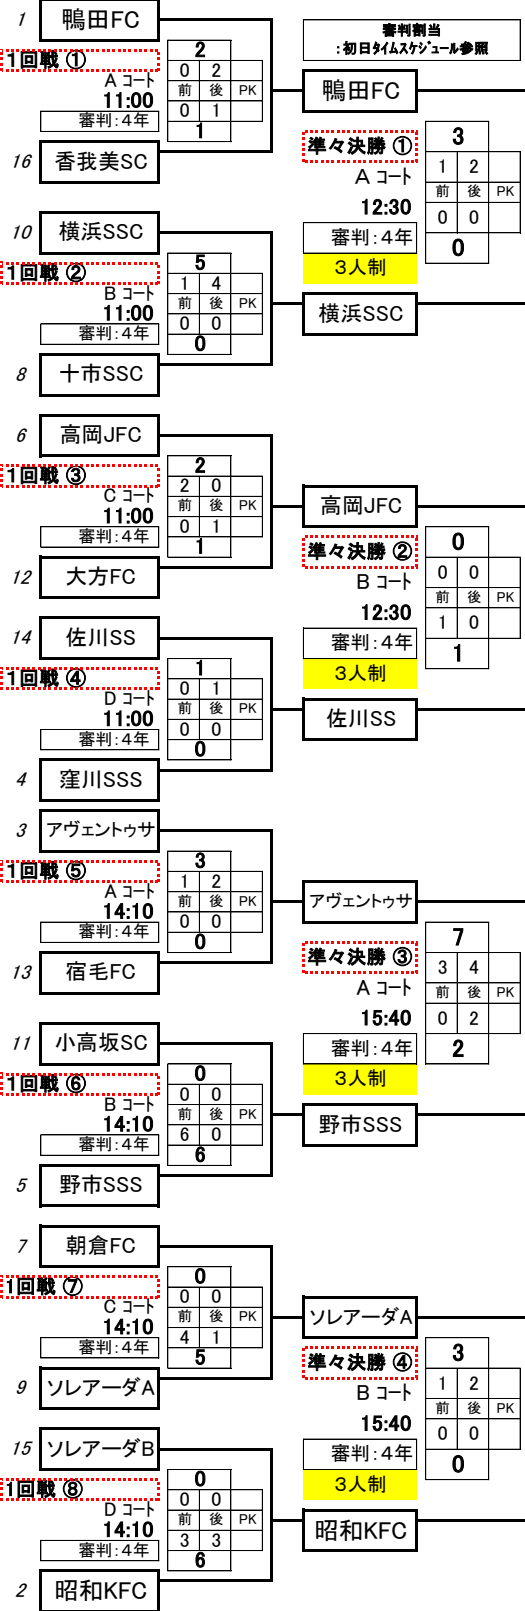 審判割当
:初日タイムスケジュール参照
1 鴨田FC
1回戦 ①
A コート
11:00
審判:4年
2
0 2
前 後 PK
0 1
1
16 香我美SC
鴨田FC
準々決勝 ①
A コート
12:30
審判:4年
3人制
3
1 2
前 後 PK
0 0
0
10 横浜SSC
1回戦 ②
B コート
11:00
審判:4年
5
1 4
前 後 PK
0 0
0
8 十市SSC
横浜SSC
6 高岡JFC
1回戦 ③
C コート
11:00
審判:4年
2
2 0
前 後 PK
0 1
1
12 大方FC
高岡JFC
準々決勝 ②
B コート
12:30
審判:4年
3人制
0
0 0
前 後 PK
1 0
1
14 佐川SS
1回戦 ④
D コート
11:00
審判:4年
1
0 1
前 後 PK
0 0
0
4 窪川SSS
佐川SS
3 アヴェントゥサ
1回戦 ⑤
A コート
14:10
審判:4年
3
1 2
前 後 PK
0 0
0
13 宿毛FC
アヴェントゥサ
準々決勝 ③
A コート
15:40
審判:4年
3人制
7
3 4
前 後 PK
0 2
2
11 小高坂SC
1回戦 ⑥
B コート
14:10
審判:4年
0
0 0
前 後 PK
6 0
6
5 野市SSS
野市SSS
7 朝倉FC
1回戦 ⑦
C コート
14:10
審判:4年
0
0 0
前 後 PK
4 1
5
9 ソレアーダA
ソレアーダA
準々決勝 ④
B コート
15:40
審判:4年
3人制
3
1 2
前 後 PK
0 0
0
15 ソレアーダB
1回戦 ⑧
D コート
14:10
審判:4年
0
0 0
前 後 PK
3 3
6
2 昭和KFC
昭和KFC